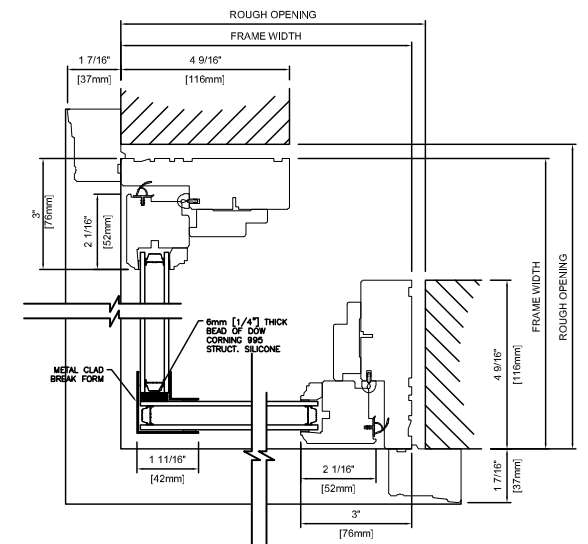 ROUGH OPENING
FRAME WIDTH
1 7/16"
[37mm]
4 9/16"
[116mm]
3"
[76mm]
2 1/16"
[52mm]
6mm [1/4"] THICK
BEAD OF DOW
CORNING 995
STRUCT. SILICONE
METAL CLAD
BREAK FORM
FRAME WIDTH
ROUGH OPENING
4 9/16"
[116mm]
1 11/16"
[42mm]
2 1/16"
[52mm]
1 7/16"
[37mm]
3"
[76mm]